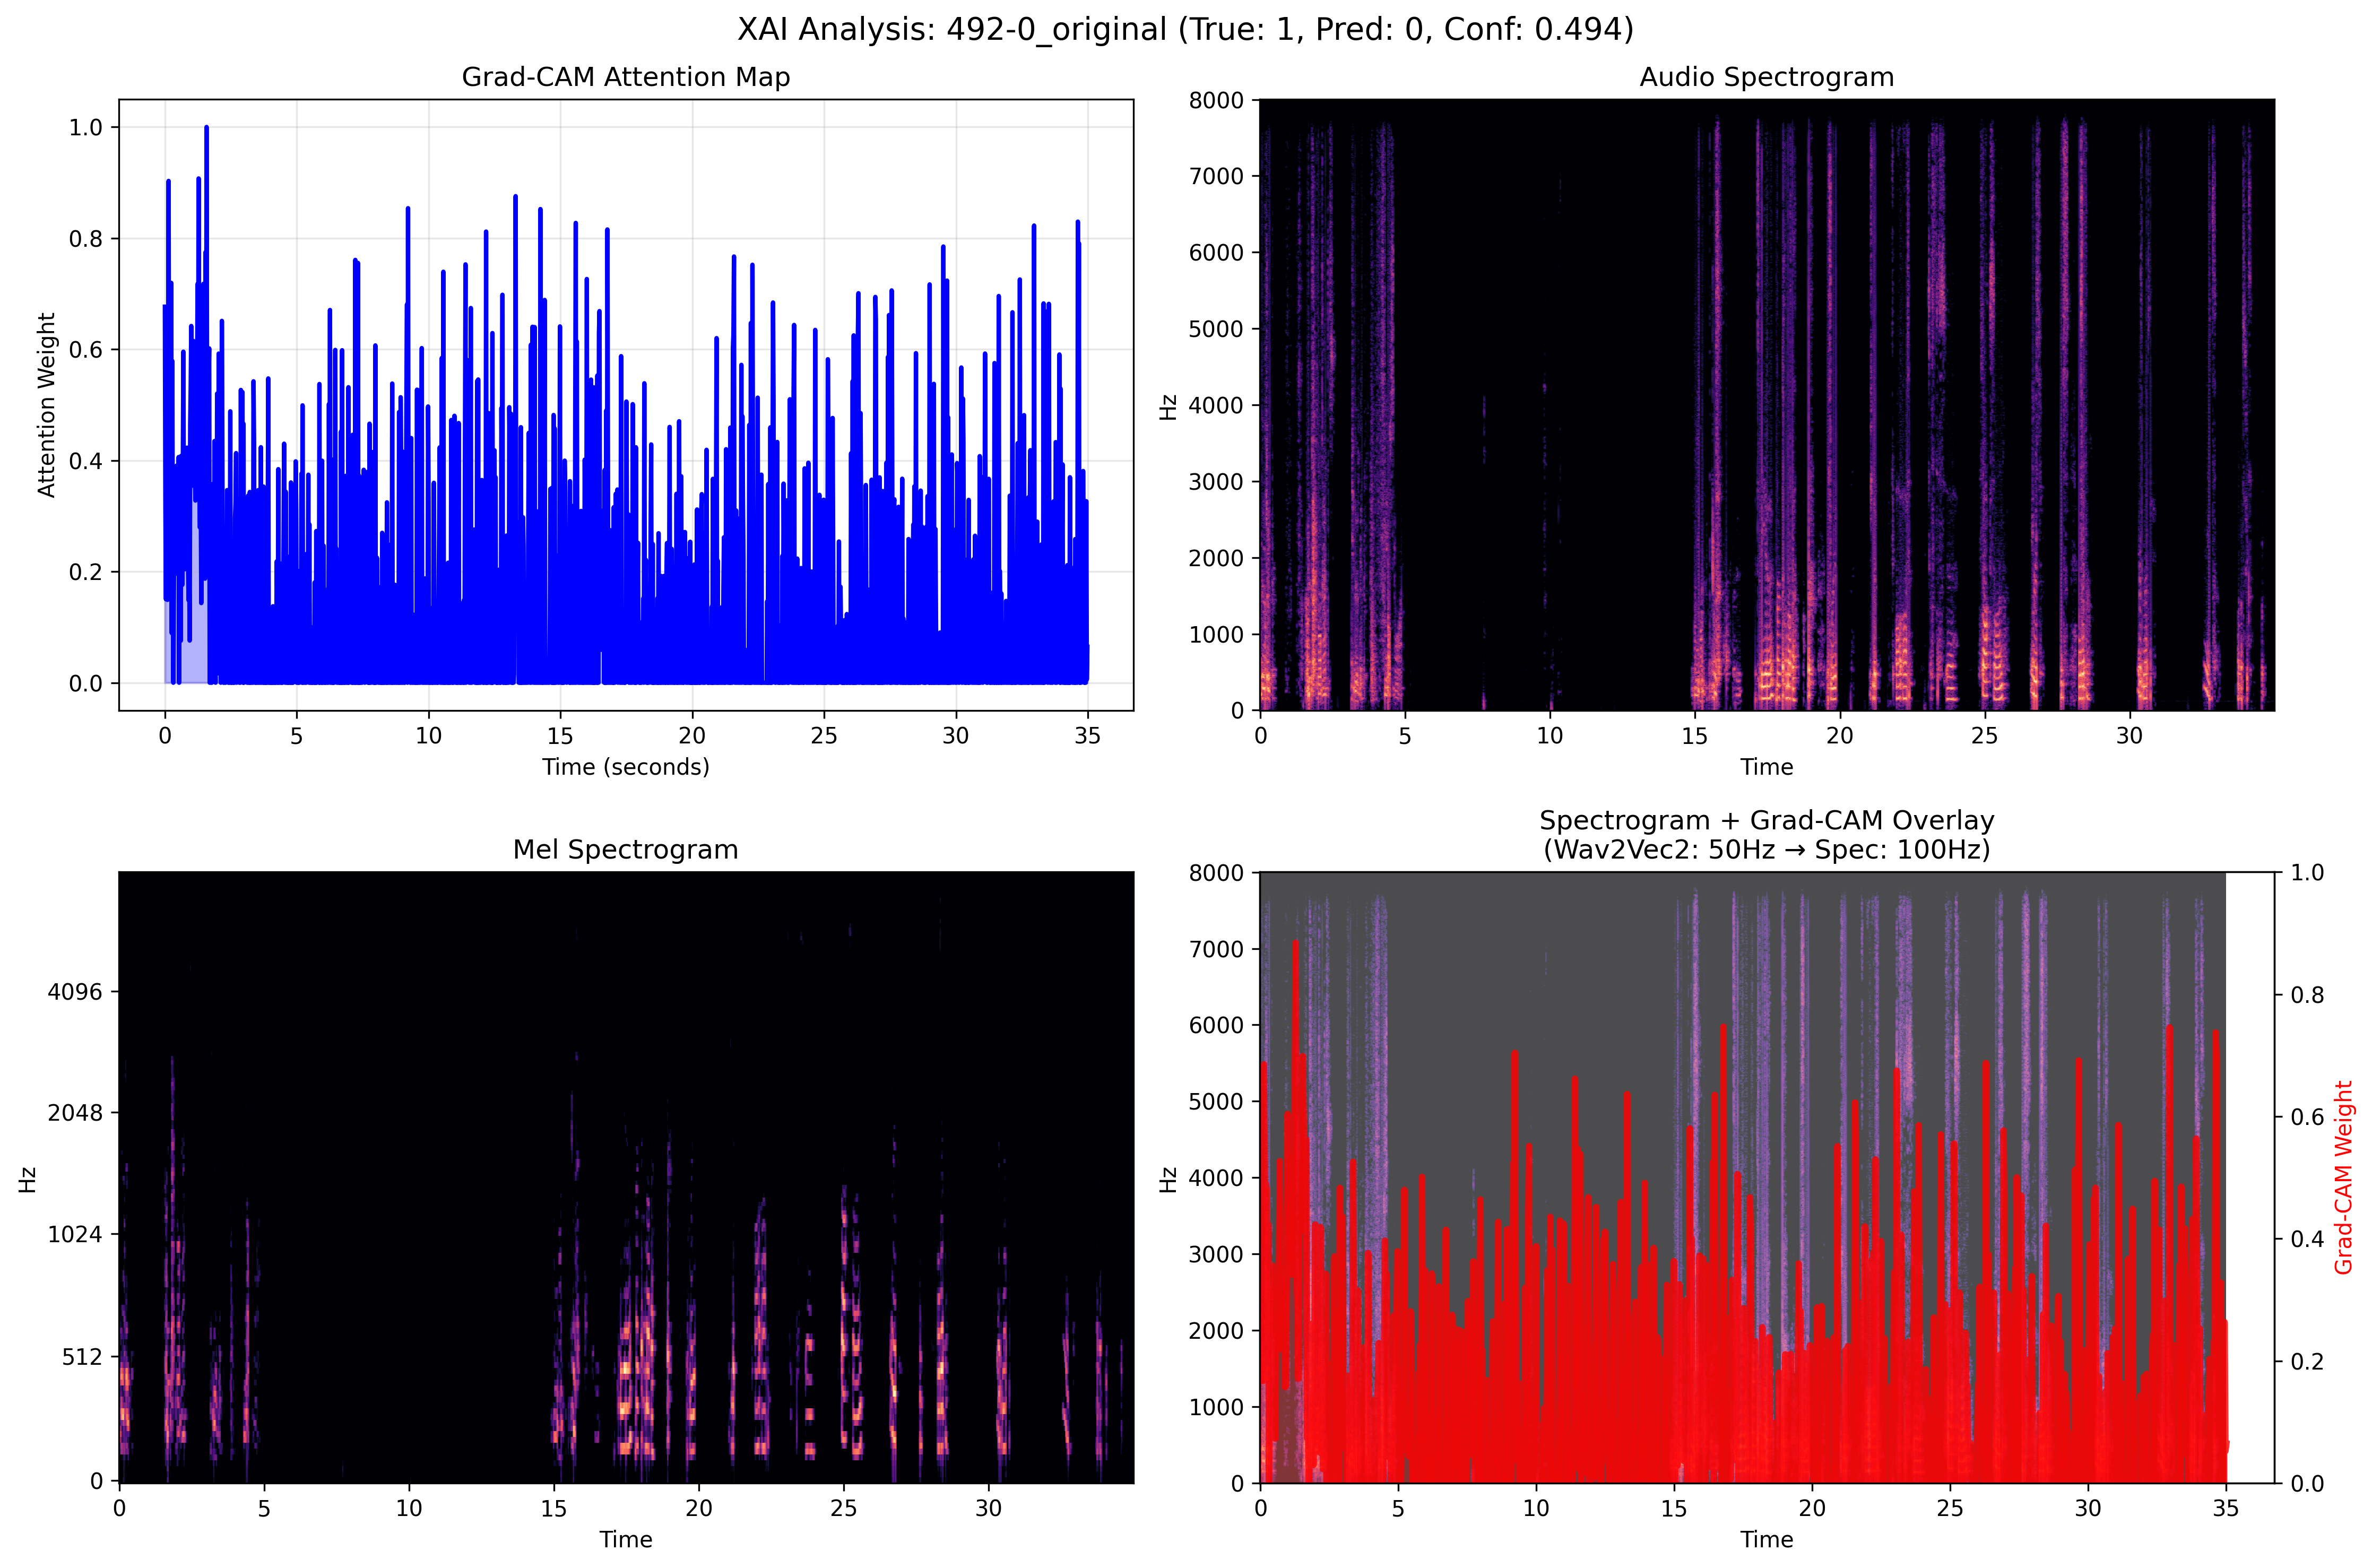 XAI Analysis: 492-0_original (True: 1, Pred: 0, Conf: 0.494)
Grad-CAM Attention Map
1.0
0.8
0.6
0.4
0.2
0.0
Attention Weight
0 5 10 15 20 25 30 35
Time (seconds)
Audio Spectrogram
8000
7000
6000
5000
4000
3000
2000
1000
0
Hz
0 5 10 15 20 25 30
Time
Mel Spectrogram
4096
2048
1024
512
0
Hz
0 5 10 15 20 25 30
Time
Spectrogram + Grad-CAM Overlay
(Wav2Vec2: 50Hz → Spec: 100Hz)
8000
7000
6000
5000
4000
3000
2000
1000
0
Hz
1.0
0.8
0.6
0.4
0.2
0.0
Grad-CAM Weight
0 5 10 15 20 25 30 35
Time